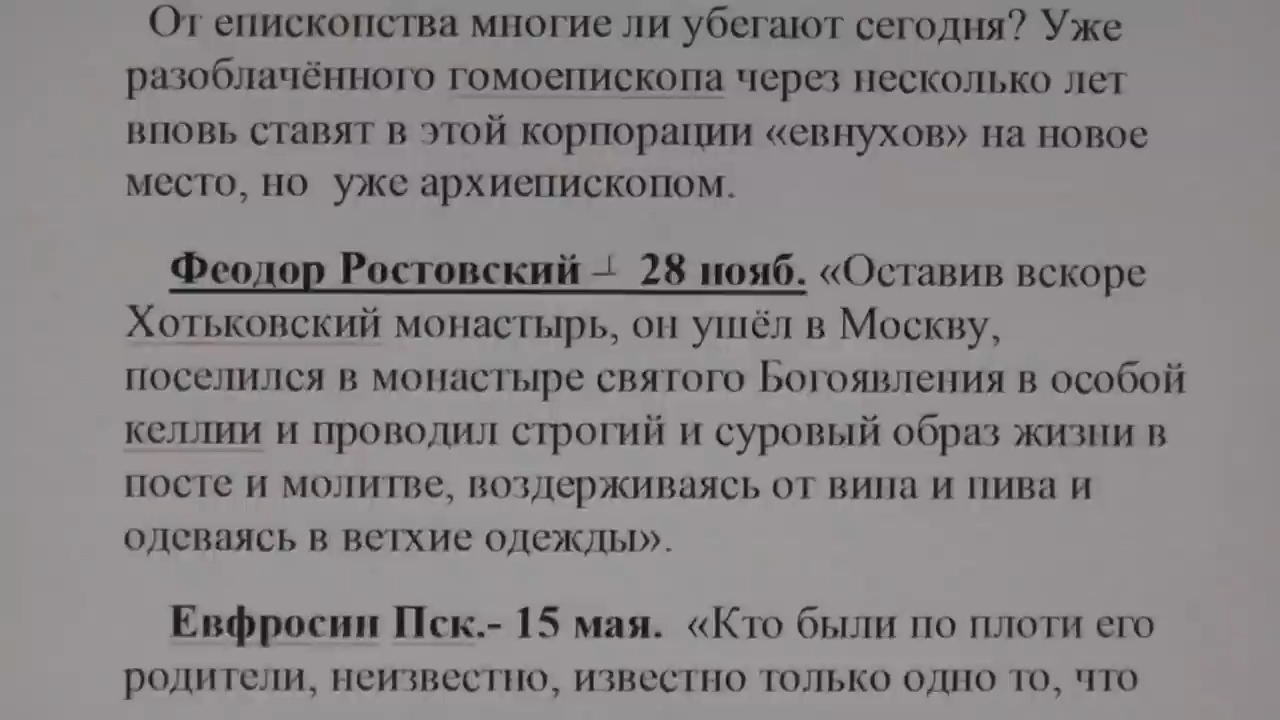 От епископства многие ли убегают сегодня? Уже
разоблачённого гомоепископа через несколько лет
вновь ставят в этой корпорации «евнухов» на новое
место, но уже архиепископом.
Феодор Ростовский ┴ 28 нояб. «Оставив вскоре
Хотьковский монастырь, он ушёл в Москву,
поселился в монастыре святого Богоявления в особой
келлии и проводил строгий и суровый образ жизни в
посте и молитве, воздерживаясь от вина и пива и
одеваясь в ветхие одежды».
Евфросин Пск.- 15 мая. «Кто были по плоти его
родители, неизвестно, известно только одно то, что